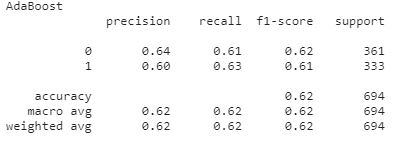 AdaBoost
precision recall f1-score support
0 0.64 0.61 0.62 361
1 0.60 0.63 0.61 333
accuracy 0.62 694
macro avg 0.62 0.62 0.62 694
weighted avg 0.62 0.62 0.62 694